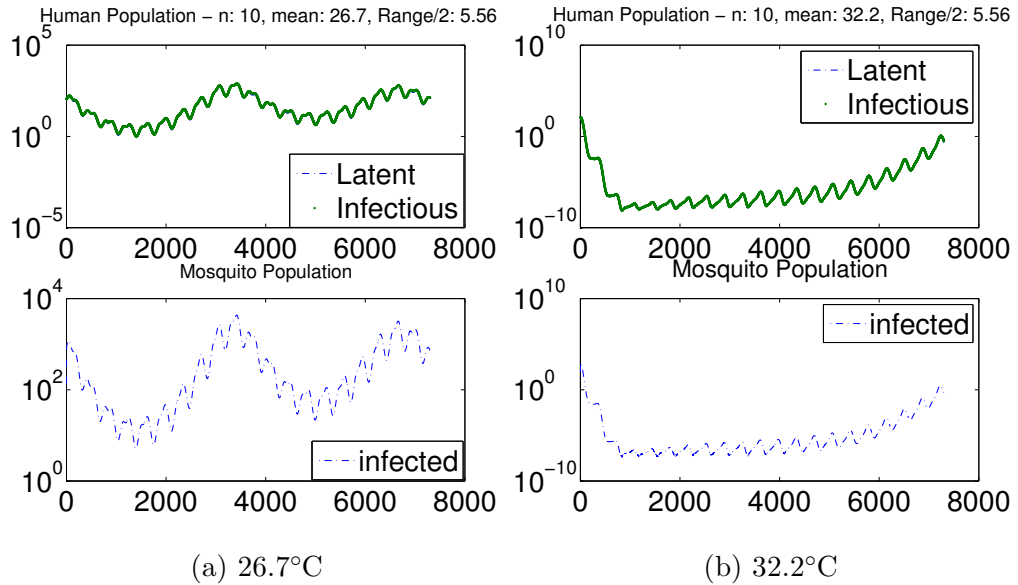 Human Population − n: 10, mean: 26.7, Range/2: 5.56
10^5
10^0
10^−5
Latent
Infectious
0 2000 4000 6000 8000
Mosquito Population
10^4
10^2
10^0
infected
0 2000 4000 6000 8000
(a) 26.7°C
Human Population − n: 10, mean: 32.2, Range/2: 5.56
10^10
10^0
10^−10
Latent
Infectious
0 2000 4000 6000 8000
Mosquito Population
10^10
10^0
10^−10
infected
0 2000 4000 6000 8000
(b) 32.2°C